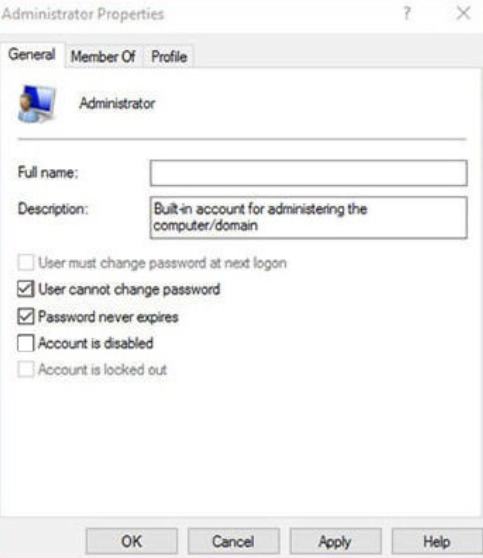 Administrator Properties ? ×
General Member Of Profile
Administrator
Full name:
Description: Built-in account for administering the
computer/domain
User must change password at next logon
User cannot change password
Password never expires
Account is disabled
Account is locked out
OK Cancel Apply Help